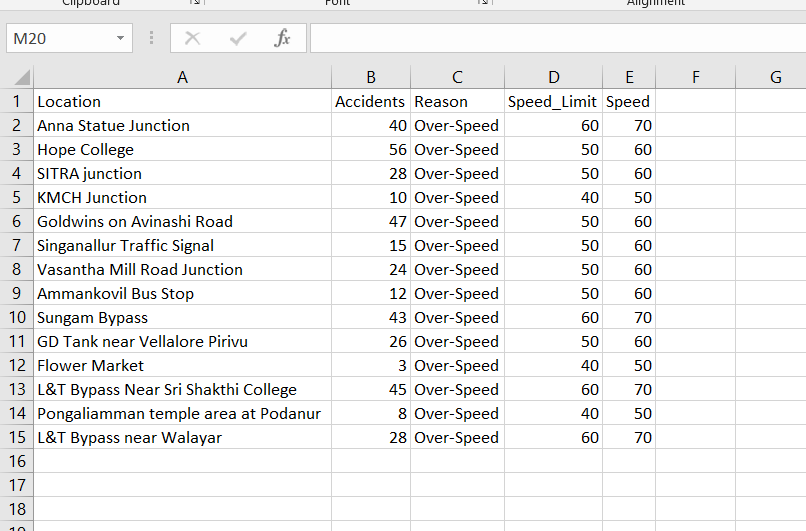 Clipboard Font Alignment
M20 fx
A B C D E F G
1 Location Accidents Reason Speed_Limit Speed
2 Anna Statue Junction 40 Over-Speed 60 70
3 Hope College 56 Over-Speed 50 60
4 SITRA junction 28 Over-Speed 50 60
5 KMCH Junction 10 Over-Speed 40 50
6 Goldwins on Avinashi Road 47 Over-Speed 50 60
7 Singanallur Traffic Signal 15 Over-Speed 50 60
8 Vasantha Mill Road Junction 24 Over-Speed 50 60
9 Ammankovil Bus Stop 12 Over-Speed 50 60
10 Sungam Bypass 43 Over-Speed 60 70
11 GD Tank near Vellalore Pirivu 26 Over-Speed 50 60
12 Flower Market 3 Over-Speed 40 50
13 L&T Bypass Near Sri Shakthi College 45 Over-Speed 60 70
14 Pongaliamman temple area at Podanur 8 Over-Speed 40 50
15 L&T Bypass near Walayar 28 Over-Speed 60 70
16
17
18
19